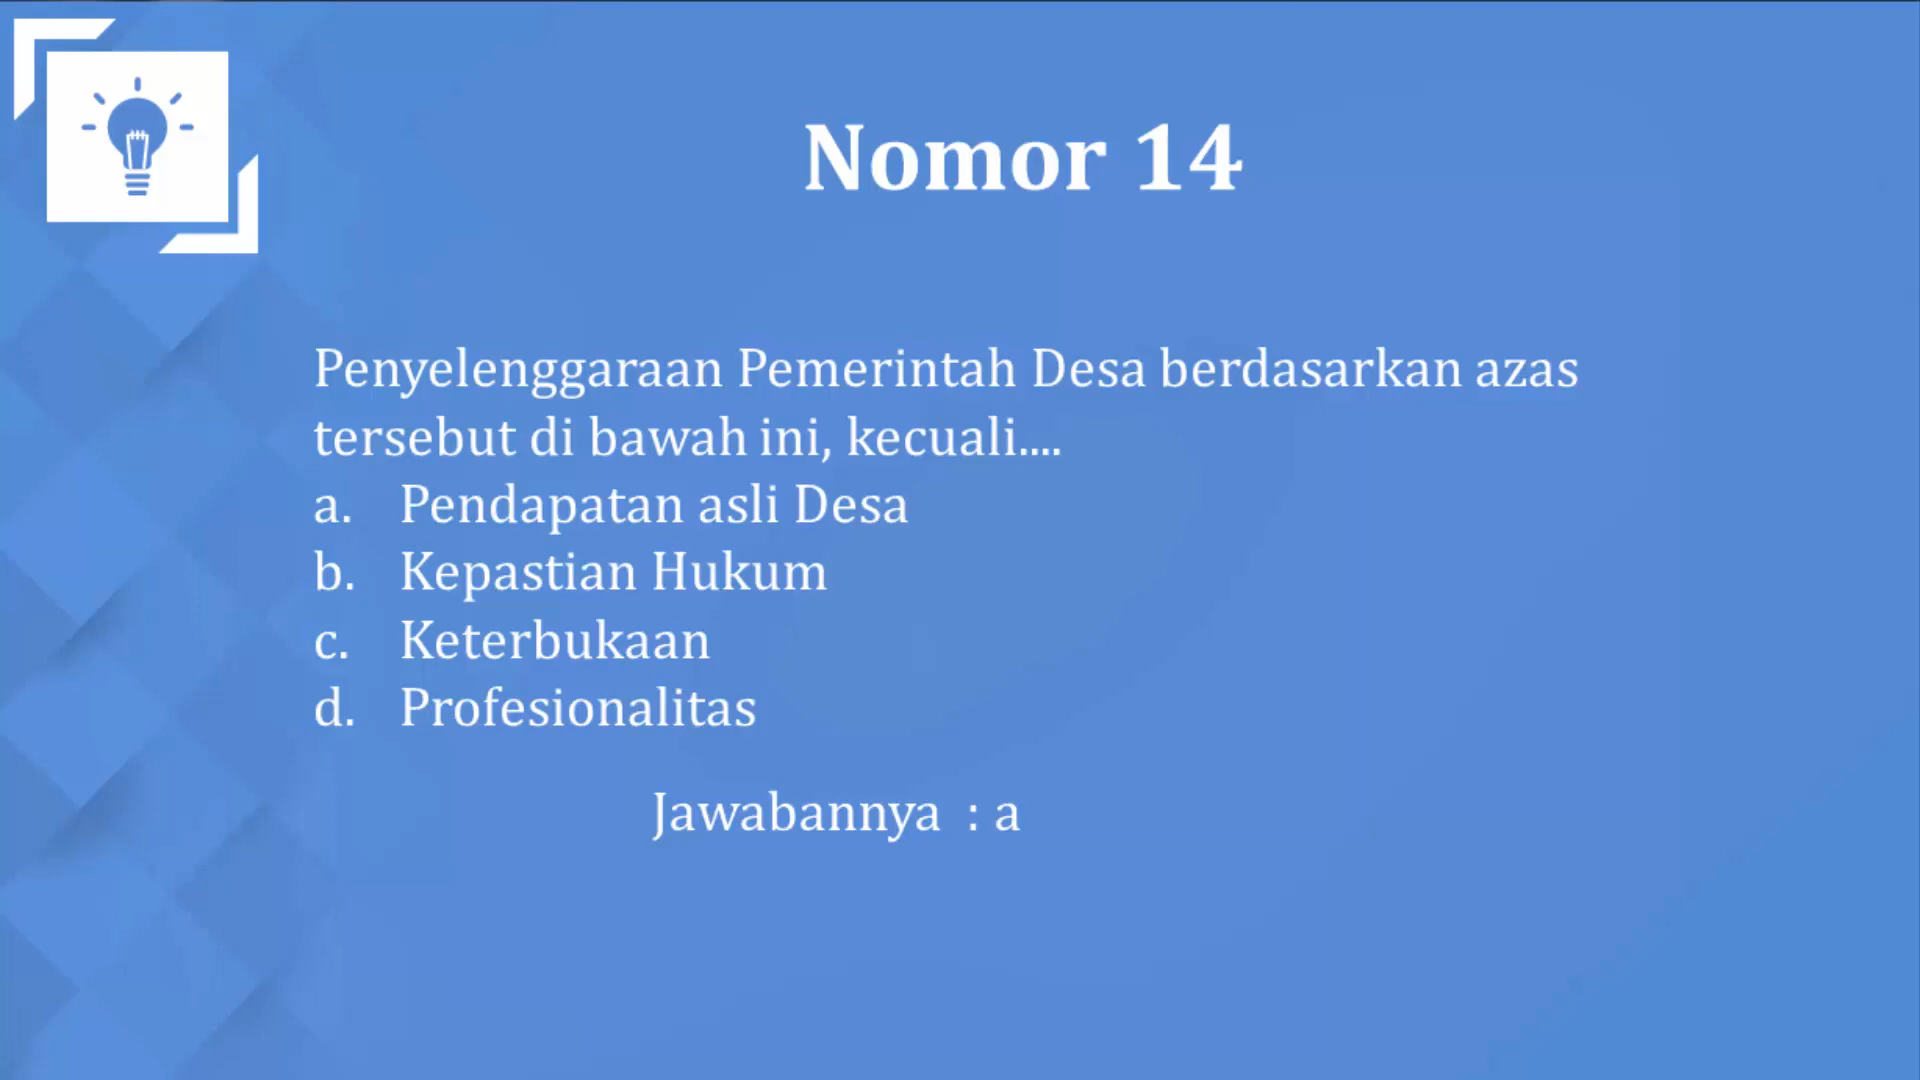 Nomor 14
Penyelenggaraan Pemerintah Desa berdasarkan azas
tersebut di bawah ini, kecuali....
a. Pendapatan asli Desa
b. Kepastian Hukum
c. Keterbukaan
d. Profesionalitas
Jawabannya : a